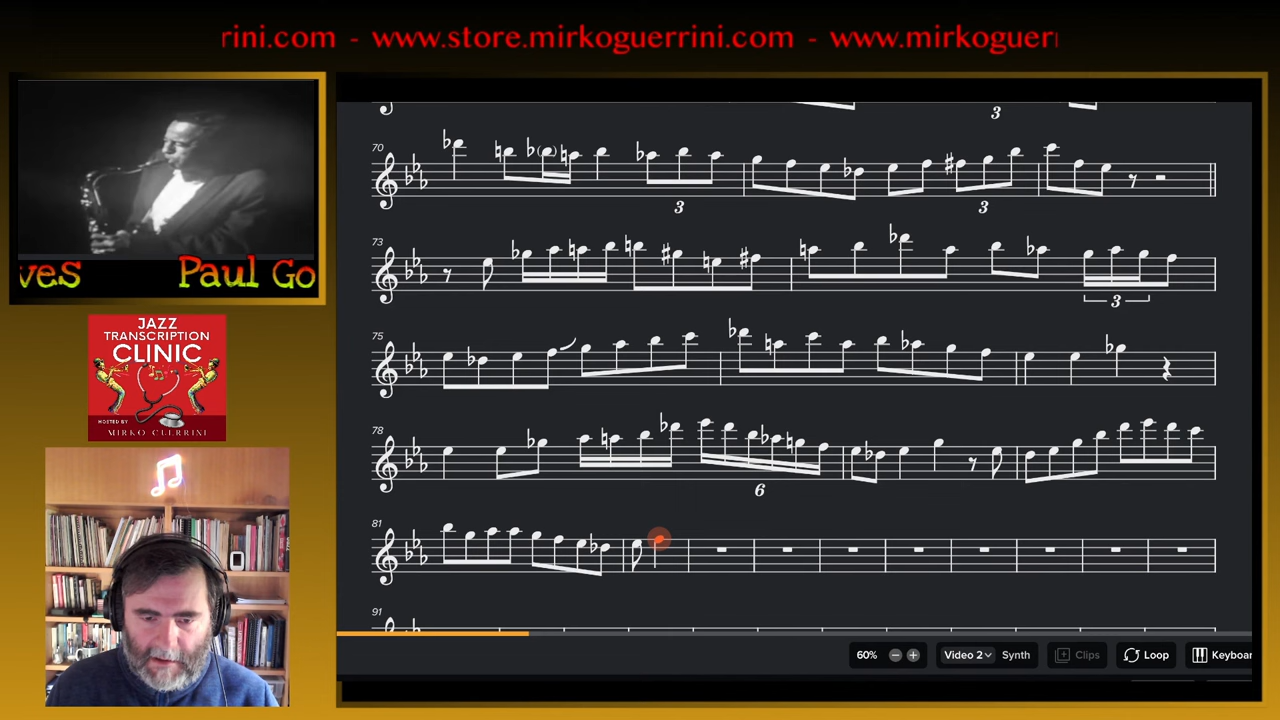 rini.com - www.store.mirkoguerrini.com - www.mirkoguerr
3
70
3
3
73
3
75
78
6
81
91
ves Paul Go
JAZZ
TRANSCRIPTION
CLINIC
HOSTED BY
MIRKO GUERRINI
60%
Video 2
Synth
Clips
Loop
Keyboar